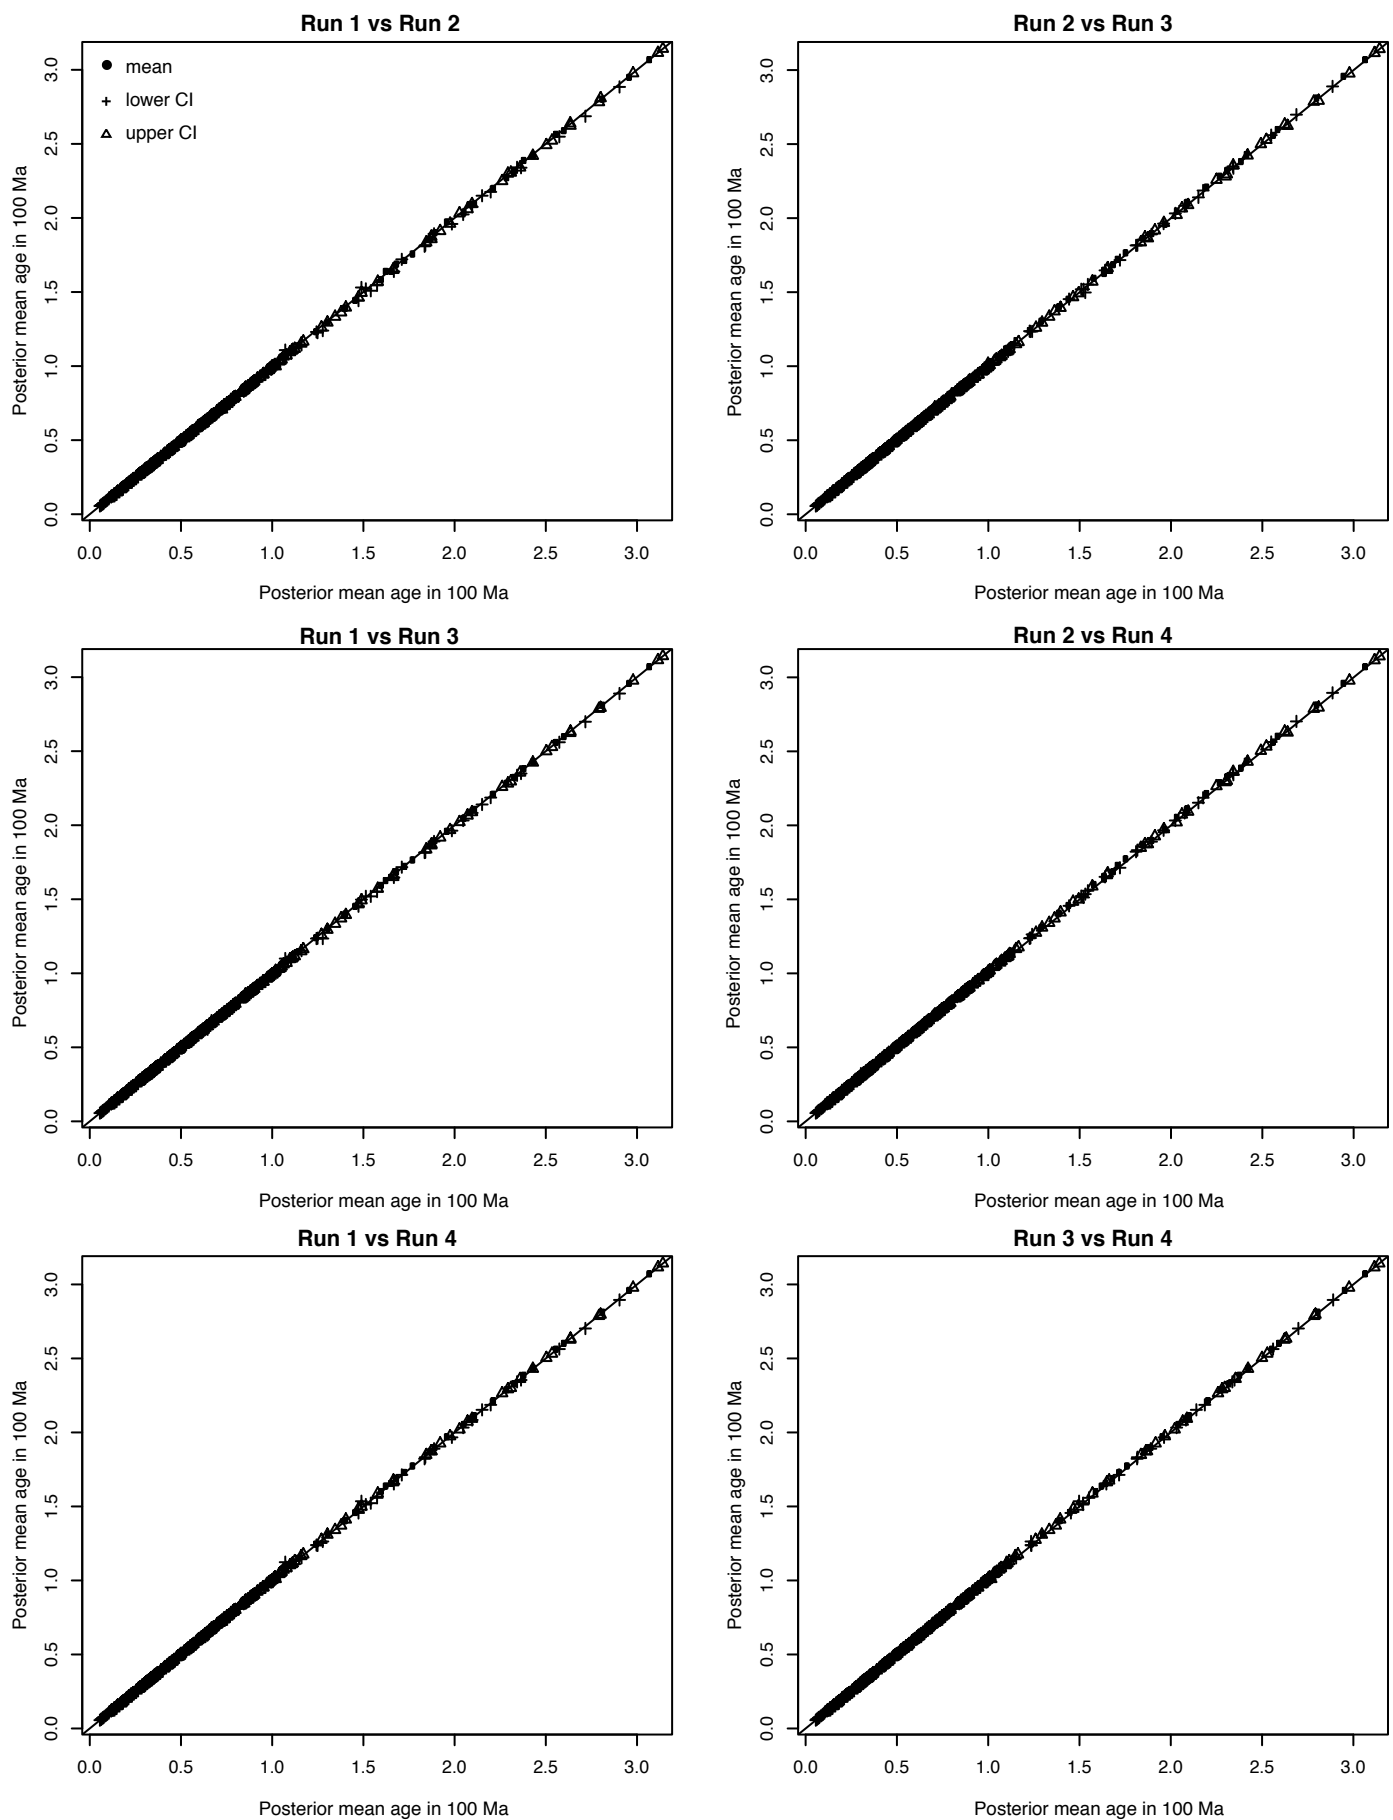 Run 1 vs Run 2
mean
lower CI
upper CI
Posterior mean age in 100 Ma
0.0 0.5 1.0 1.5 2.0 2.5 3.0
0.0 0.5 1.0 1.5 2.0 2.5 3.0
Posterior mean age in 100 Ma
Run 2 vs Run 3
Posterior mean age in 100 Ma
0.0 0.5 1.0 1.5 2.0 2.5 3.0
0.0 0.5 1.0 1.5 2.0 2.5 3.0
Posterior mean age in 100 Ma
Run 1 vs Run 3
Posterior mean age in 100 Ma
0.0 0.5 1.0 1.5 2.0 2.5 3.0
0.0 0.5 1.0 1.5 2.0 2.5 3.0
Posterior mean age in 100 Ma
Run 2 vs Run 4
Posterior mean age in 100 Ma
0.0 0.5 1.0 1.5 2.0 2.5 3.0
0.0 0.5 1.0 1.5 2.0 2.5 3.0
Posterior mean age in 100 Ma
Run 1 vs Run 4
Posterior mean age in 100 Ma
0.0 0.5 1.0 1.5 2.0 2.5 3.0
0.0 0.5 1.0 1.5 2.0 2.5 3.0
Posterior mean age in 100 Ma
Run 3 vs Run 4
Posterior mean age in 100 Ma
0.0 0.5 1.0 1.5 2.0 2.5 3.0
0.0 0.5 1.0 1.5 2.0 2.5 3.0
Posterior mean age in 100 Ma